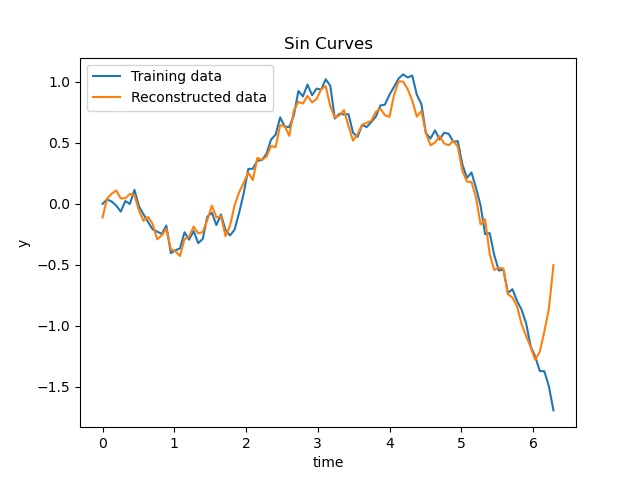 Sin Curves
Training data
Reconstructed data
1.0
0.5
0.0
−0.5
−1.0
−1.5
y
0 1 2 3 4 5 6
time